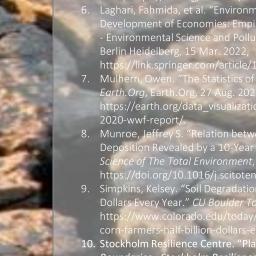 6. Laghari, Fahmida, et al. "Environm
Development of Economies: Empi
- Environmental Science and Pollu
Berlin Heidelberg, 15 Mar. 2022,
https://link.springer.com/article/1
7. Mulhern, Owen. "The Statistics of
Earth.Org, Earth.Org, 27 Aug. 202
https://earth.org/data_visualizatio
2020-wwf-report/.
8. Munroe, Jeffrey S. "Relation betw
Deposition Revealed by a 10-Year
Science of The Total Environment,
https://doi.org/10.1016/j.scitoten
9. Simpkins, Kelsey. "Soil Degradation
Dollars Every Year." CU Boulder To
https://www.colorado.edu/today/
corn-farmers-half-billion-dollars-e
10. Stockholm Resilience Centre. "Pla